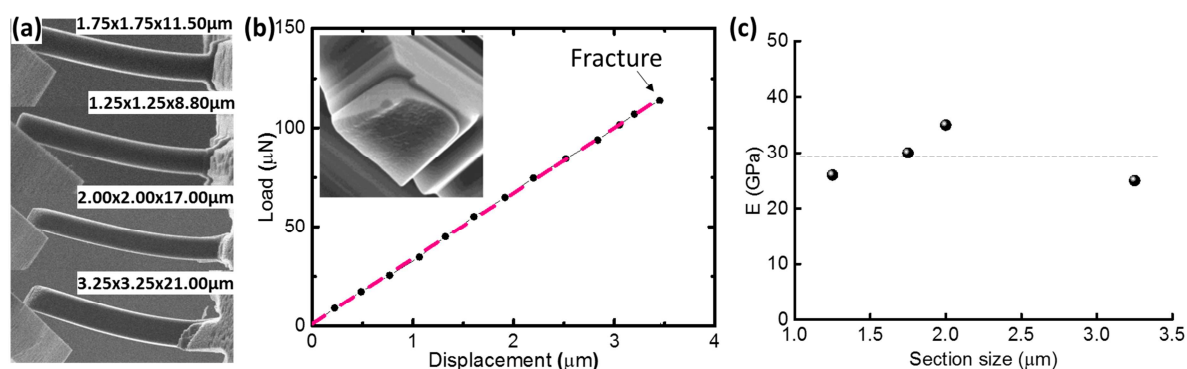 (a)
1.75x1.75x11.50μm
1.25x1.25x8.80μm
2.00x2.00x17.00μm
3.25x3.25x21.00μm
(b)
150
100
50
0
Load (μN)
Fracture
0 1 2 3 4
Displacement (μm)
(c)
50
40
30
20
10
0
E (GPa)
1.0 1.5 2.0 2.5 3.0 3.5
Section size (μm)